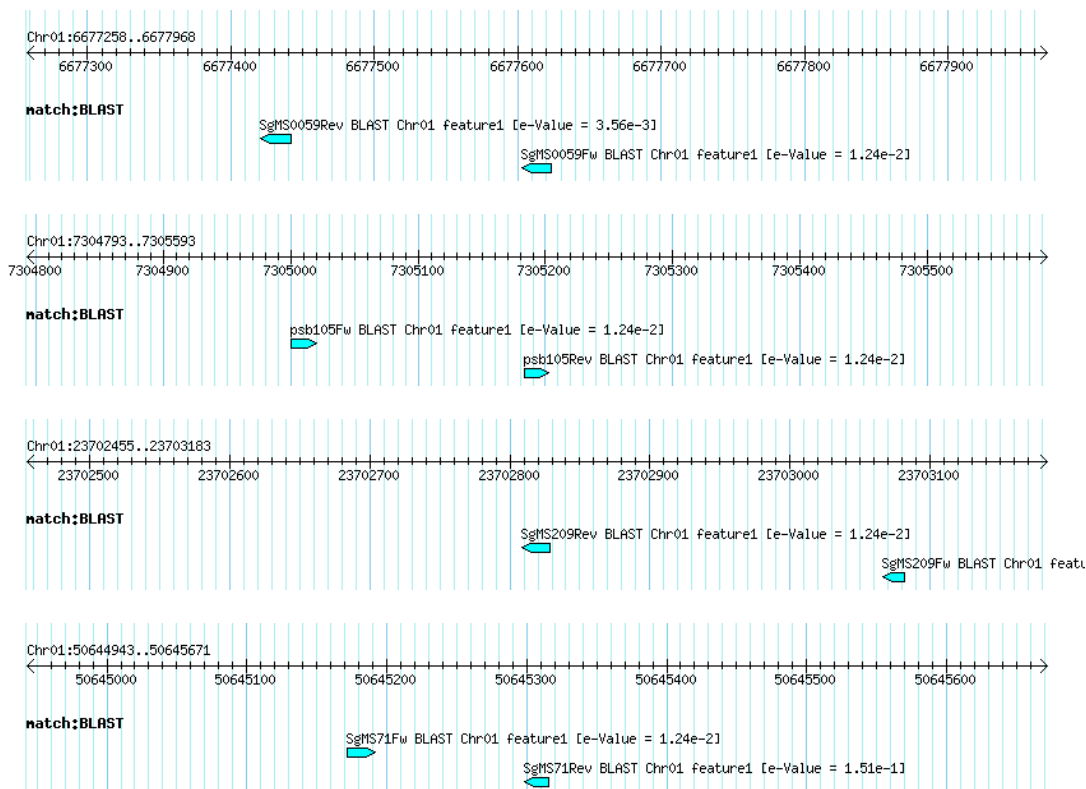 Chr01:6677258..6677968
6677300 6677400 6677500 6677600 6677700 6677800 6677900
match:BLAST
SgMS0059Rev BLAST Chr01 feature1 [e-Value = 3.56e-3]
SgMS0059Fw BLAST Chr01 feature1 [e-Value = 1.24e-2]
Chr01:7304793..7305593
7304800 7304900 7305000 7305100 7305200 7305300 7305400 7305500
match:BLAST
psb105Fw BLAST Chr01 feature1 [e-Value = 1.24e-2]
psb105Rev BLAST Chr01 feature1 [e-Value = 1.24e-2]
Chr01:23702455..23703183
23702500 23702600 23702700 23702800 23702900 23703000 23703100
match:BLAST
SgMS209Rev BLAST Chr01 feature1 [e-Value = 1.24e-2]
SgMS209Fw BLAST Chr01 featu
Chr01:50644943..50645671
50645000 50645100 50645200 50645300 50645400 50645500 50645600
match:BLAST
SgMS71Fw BLAST Chr01 feature1 [e-Value = 1.24e-2]
SgMS71Rev BLAST Chr01 feature1 [e-Value = 1.51e-1]